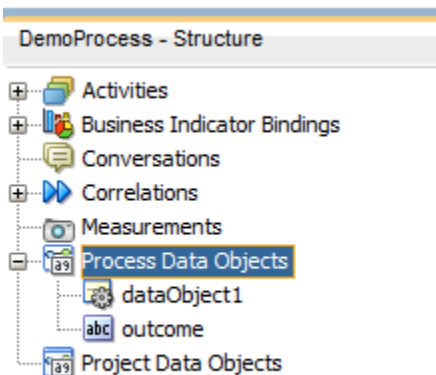 DemoProcess - Structure
Activities
Business Indicator Bindings
Conversations
Correlations
Measurements
Process Data Objects
dataObject1
abc outcome
Project Data Objects